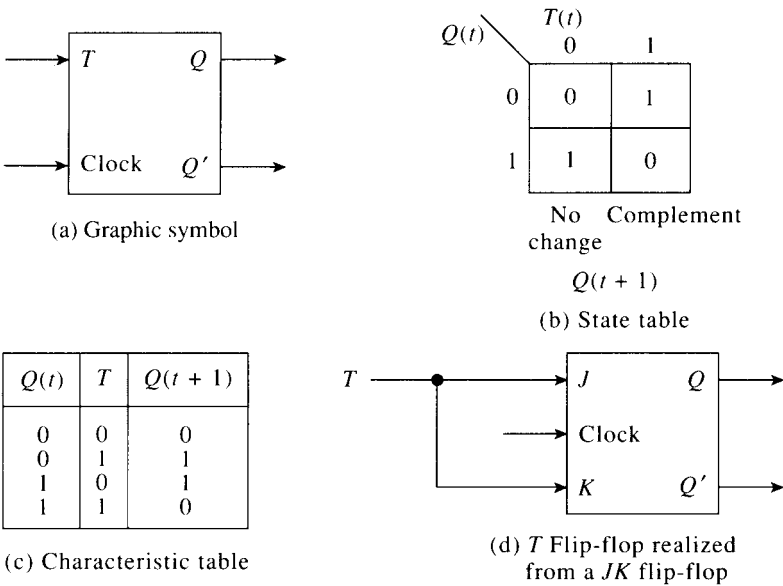 T Q
Clock Q′
(a) Graphic symbol
T(t)
Q(t)
0 1
0 0 1
1 1 0
No change
Complement
Q(t + 1)
(b) State table
Q(t) T Q(t + 1)
0 0 0
0 1 1
1 0 1
1 1 0
(c) Characteristic table
T J Q
Clock
K Q′
(d) T Flip-flop realized
from a JK flip-flop